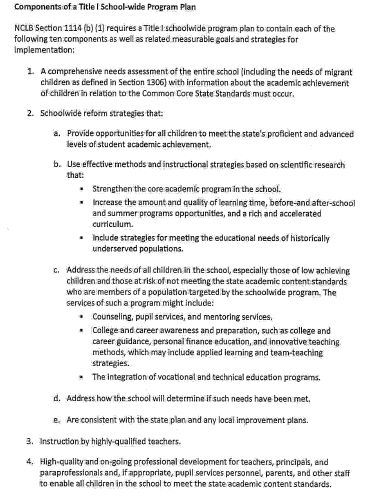 Components of a Title I School-wide Program Plan
NCLB Section 1114 (b) (1) requires a Title I schoolwide program plan to contain each of the
following ten components as well as related measurable goals and strategies for
implementation:
1. A comprehensive needs assessment of the entire school (including the needs of migrant
children as defined in Section 1306) with information about the academic achievement
of children in relation to the Common Core State Standards must occur.
2. Schoolwide reform strategies that:
a. Provide opportunities for all children to meet the state's proficient and advanced
levels of student academic achievement.
b. Use effective methods and instructional strategies based on scientific research
that:
▪ Strengthen the core academic program in the school.
▪ Increase the amount and quality of learning time, before-and after-school
and summer programs opportunities, and a rich and accelerated
curriculum.
▪ Include strategies for meeting the educational needs of historically
underserved populations.
c. Address the needs of all children in the school, especially those of low achieving
children and those at risk of not meeting the state academic content standards
who are members of a population targeted by the schoolwide program. The
services of such a program might include:
▪ Counseling, pupil services, and mentoring services.
▪ College and career awareness and preparation, such as college and
career guidance, personal finance education, and innovative teaching
methods, which may include applied learning and team-teaching
strategies.
▪ The integration of vocational and technical education programs.
d. Address how the school will determine if such needs have been met.
e. Are consistent with the state plan and any local improvement plans.
3. Instruction by highly-qualified teachers.
4. High-quality and on-going professional development for teachers, principals, and
paraprofessionals and, if appropriate, pupil services personnel, parents, and other staff
to enable all children in the school to meet the state academic content standards.